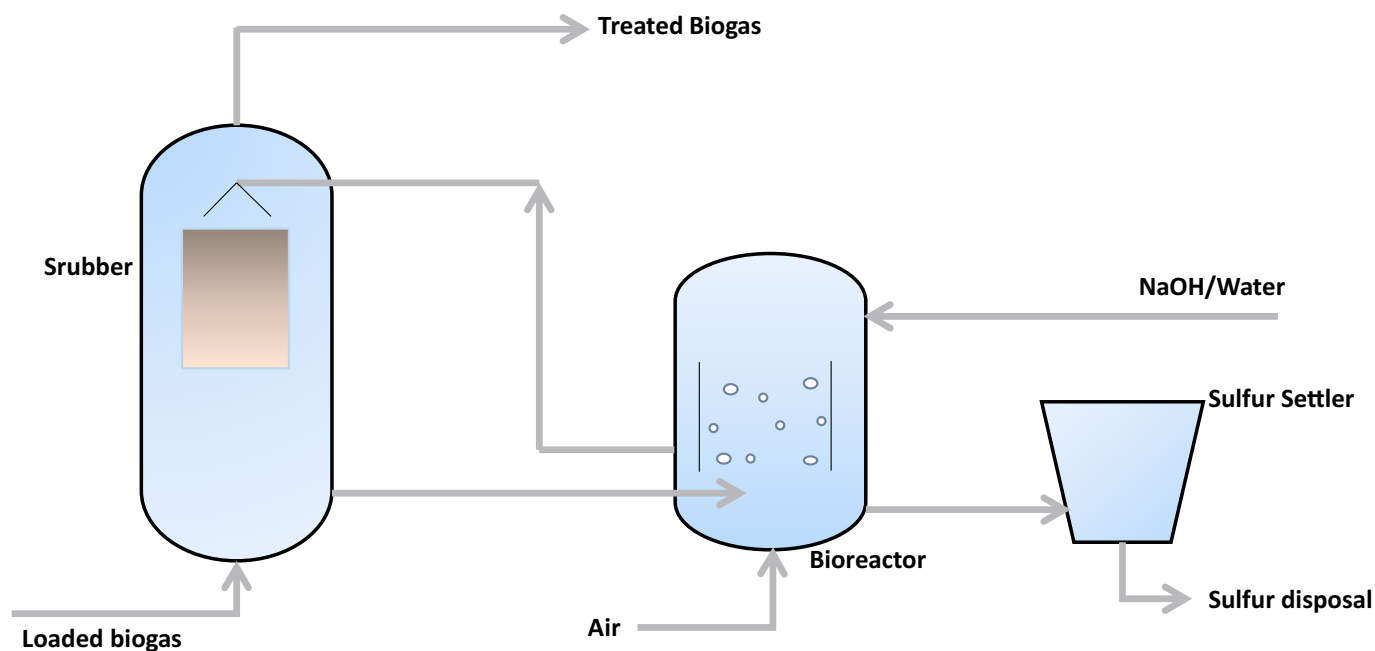 Treated Biogas
Srubber
NaOH/Water
Sulfur Settler
Bioreactor
Sulfur disposal
Air
Loaded biogas